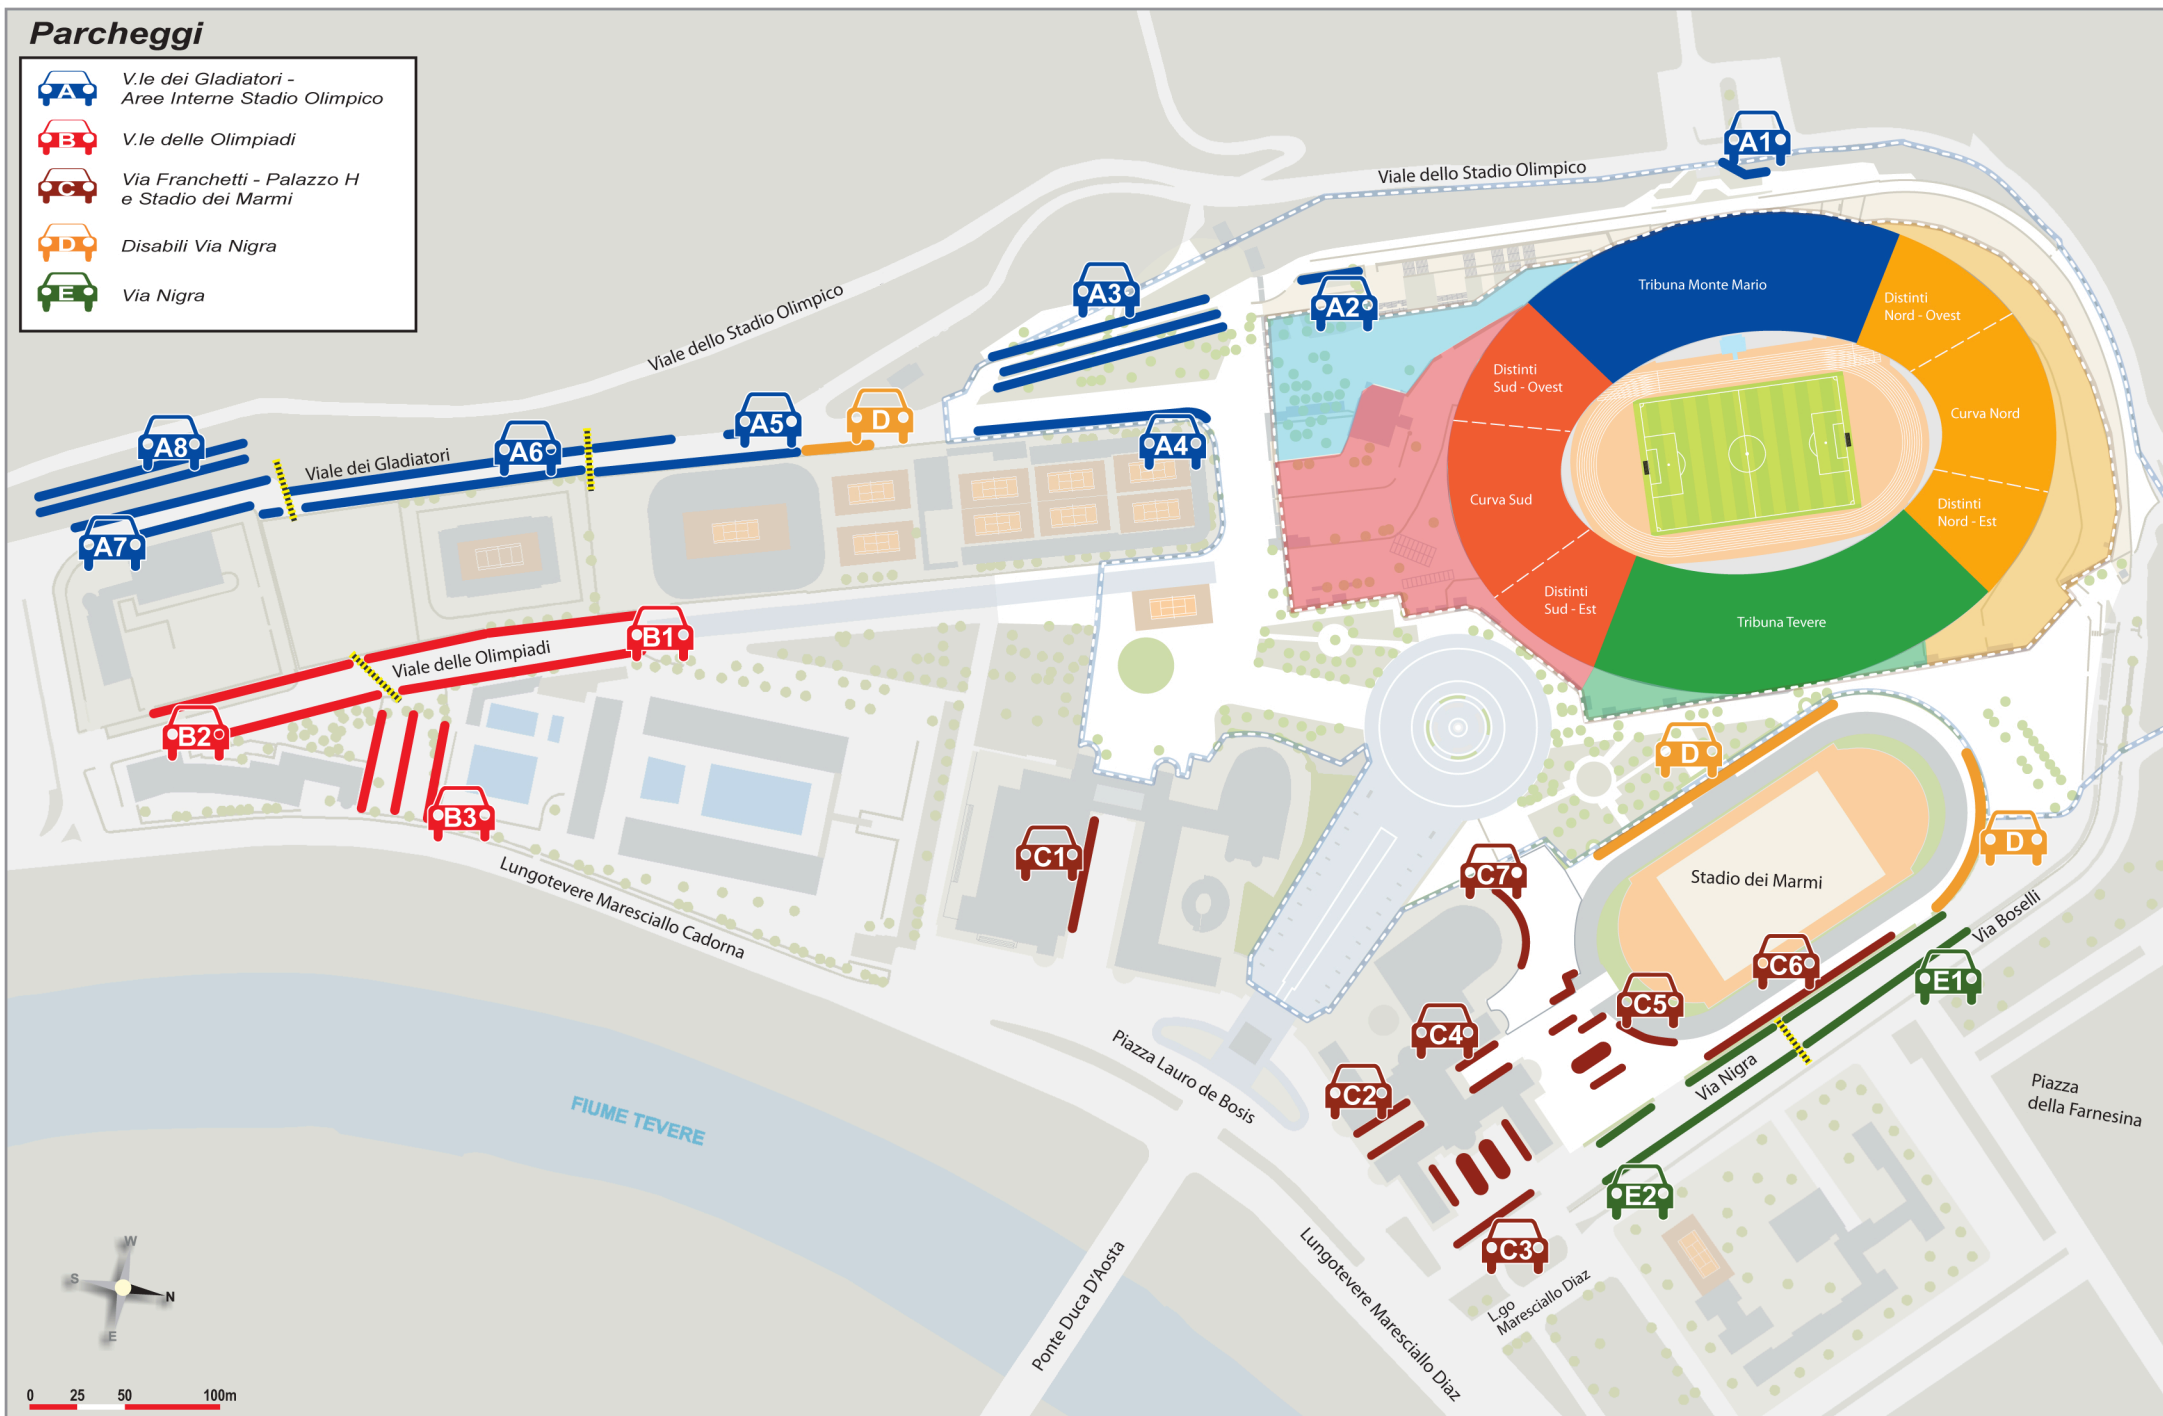 Parcheggi
A
V.le dei Gladiatori -
Aree Interne Stadio Olimpico
B
V.le delle Olimpiadi
C
Via Franchetti - Palazzo H
e Stadio dei Marmi
D
Disabili Via Nigra
E
Via Nigra
A1
Viale dello Stadio Olimpico
A3
A2
Tribuna Monte Mario
Distinti
Nord - Ovest
Viale dello Stadio Olimpico
Distinti
Sud - Ovest
Curva Nord
A8
Viale dei Gladiatori
A6
A5
D
A4
A7
Curva Sud
Distinti
Nord - Est
Distinti
Sud - Est
Tribuna Tevere
B1
Viale delle Olimpiadi
B2
B3
D
D
C1
C7
Stadio dei Marmi
Lungotevere Maresciallo Cadorna
Via Boselli
C6
E1
C5
C4
C2
Via Nigra
Piazza Lauro de Bosis
Piazza
della Farnesina
FIUME TEVERE
E2
C3
Ponte Duca D'Aosta
Lungotevere Maresciallo Diaz
L.go
Maresciallo Diaz
W
S
N
E
0 25 50 100m